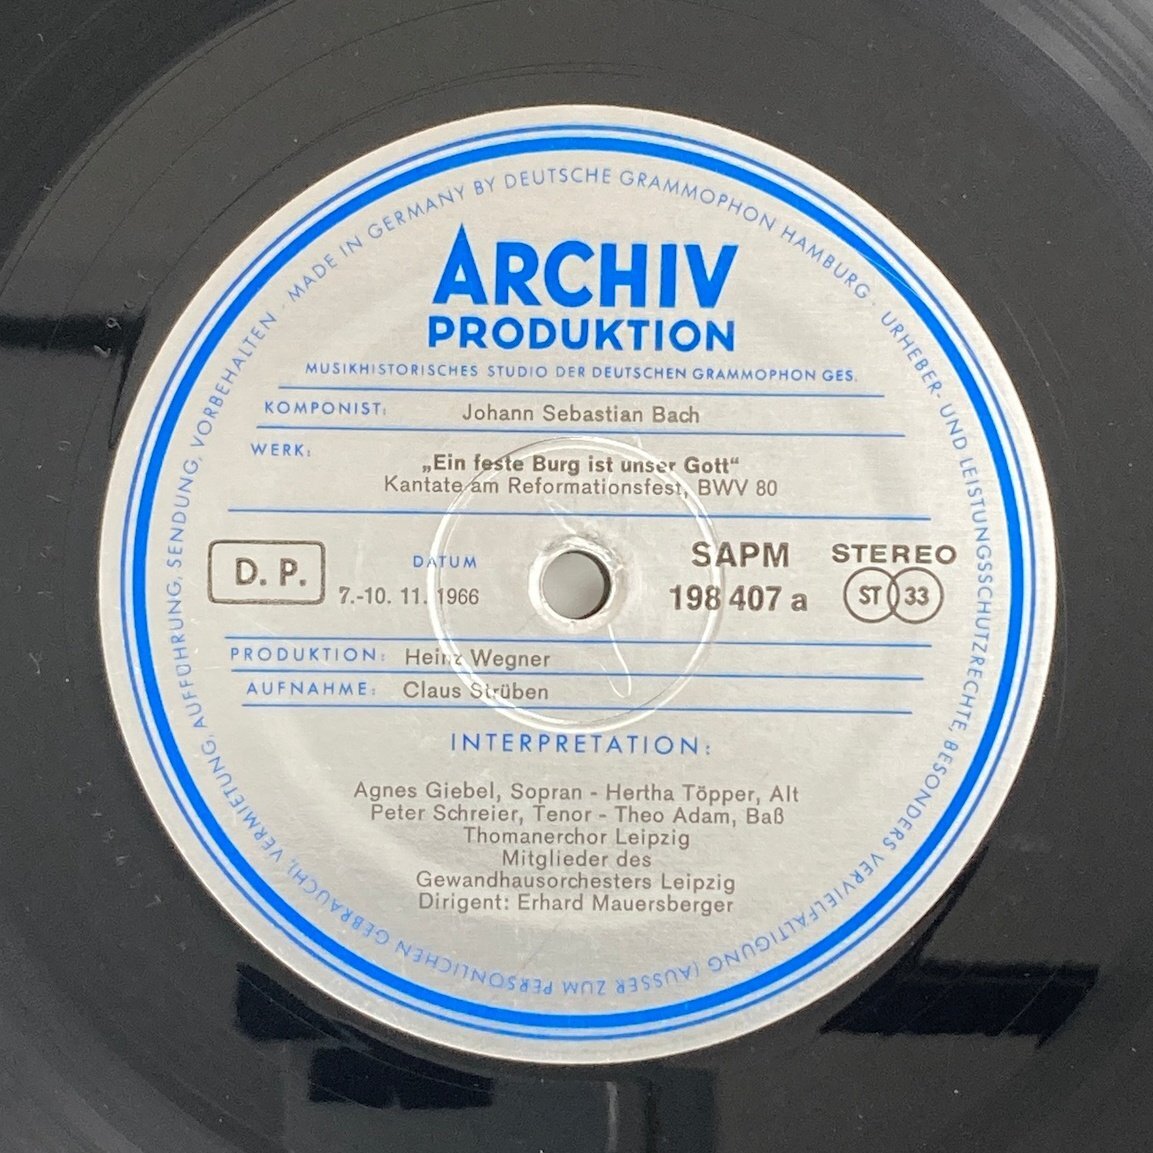 MADE IN GERMANY BY DEUTSCHE GRAMMOPHON HAMBURG · URHEBER- UND LEISTUNGSSCHUTZRECHTE, BESONDERS VERVIELFÄLTIGUNG (AUSSER ZUM PERSÖNLICHEN GEBRAUCH), VERMIETUNG, AUFFÜHRUNG, SENDUNG, VORBEHALTEN ·
ARCHIV
PRODUKTION
MUSIKHISTORISCHES STUDIO DER DEUTSCHEN GRAMMOPHON GES.
KOMPONIST: Johann Sebastian Bach
WERK:
„Ein feste Burg ist unser Gott“
Kantate am Reformationsfest, BWV 80
D. P.
DATUM
7.-10. 11. 1966
SAPM
198 407 a
STEREO
ST 33
PRODUKTION: Heinz Wegner
AUFNAHME: Claus Strüben
INTERPRETATION:
Agnes Giebel, Sopran - Hertha Töpper, Alt
Peter Schreier, Tenor - Theo Adam, Baß
Thomanerchor Leipzig
Mitglieder des
Gewandhausorchesters Leipzig
Dirigent: Erhard Mauersberger